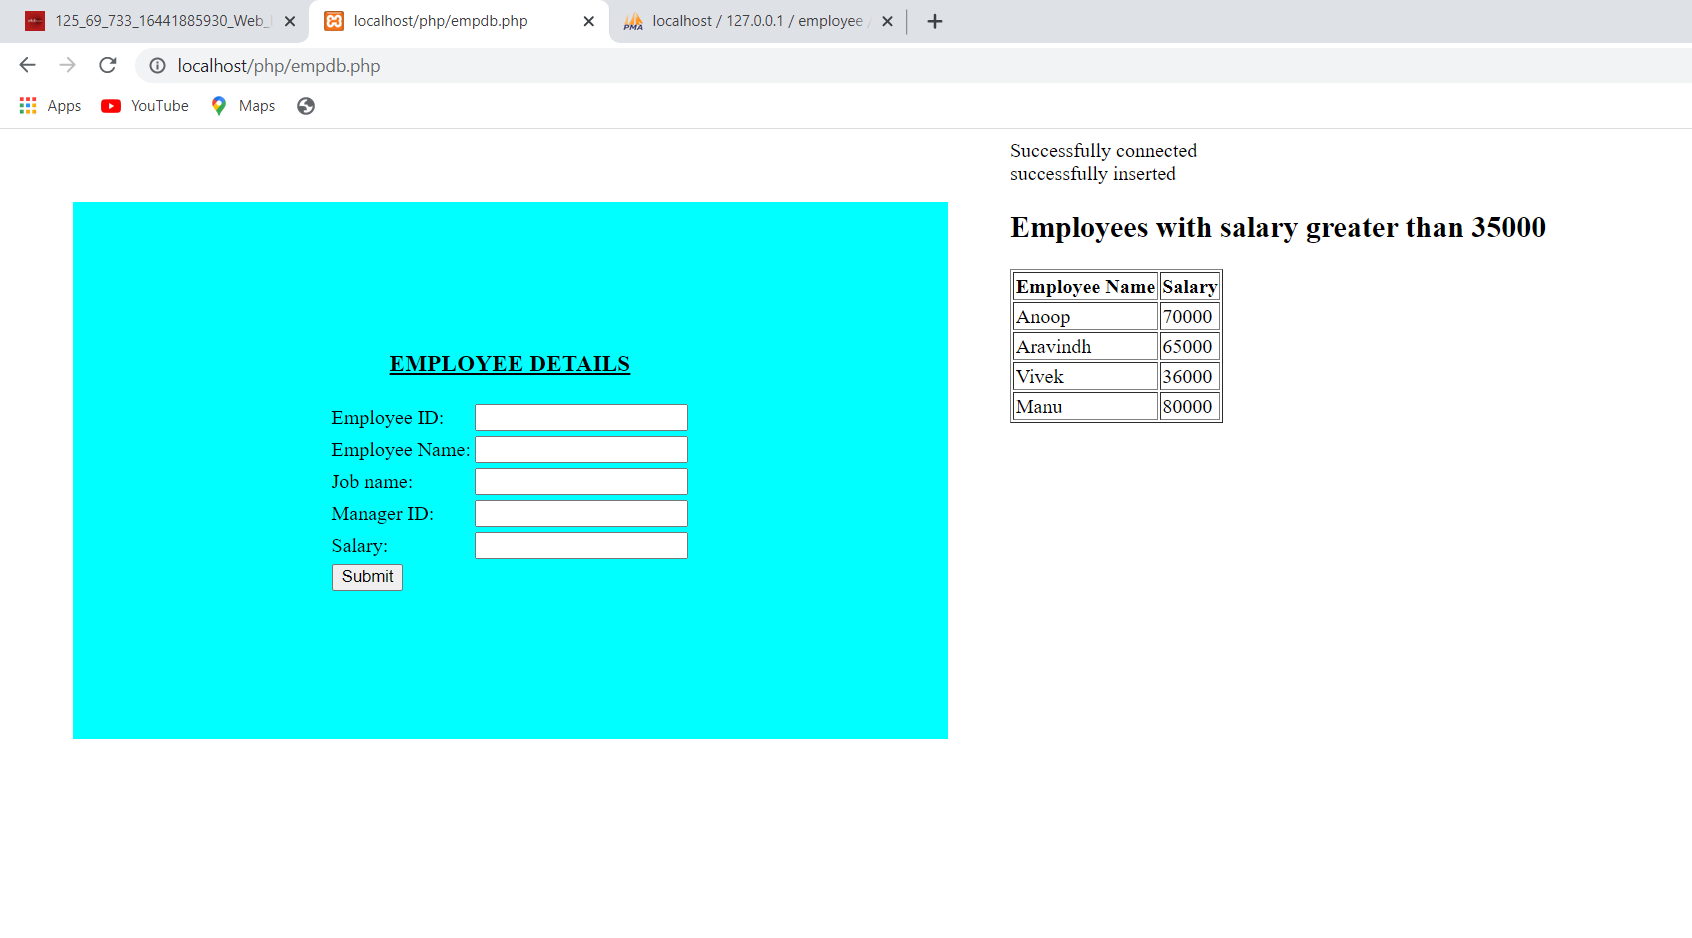 125_69_733_16441885930_Web_
localhost/php/empdb.php
PMA
localhost / 127.0.0.1 / employee
localhost/php/empdb.php
Apps
YouTube
Maps
Successfully connected
successfully inserted
Employees with salary greater than 35000
Employee Name Salary
Anoop 70000
Aravindh 65000
Vivek 36000
Manu 80000
EMPLOYEE DETAILS
Employee ID:
Employee Name:
Job name:
Manager ID:
Salary:
Submit